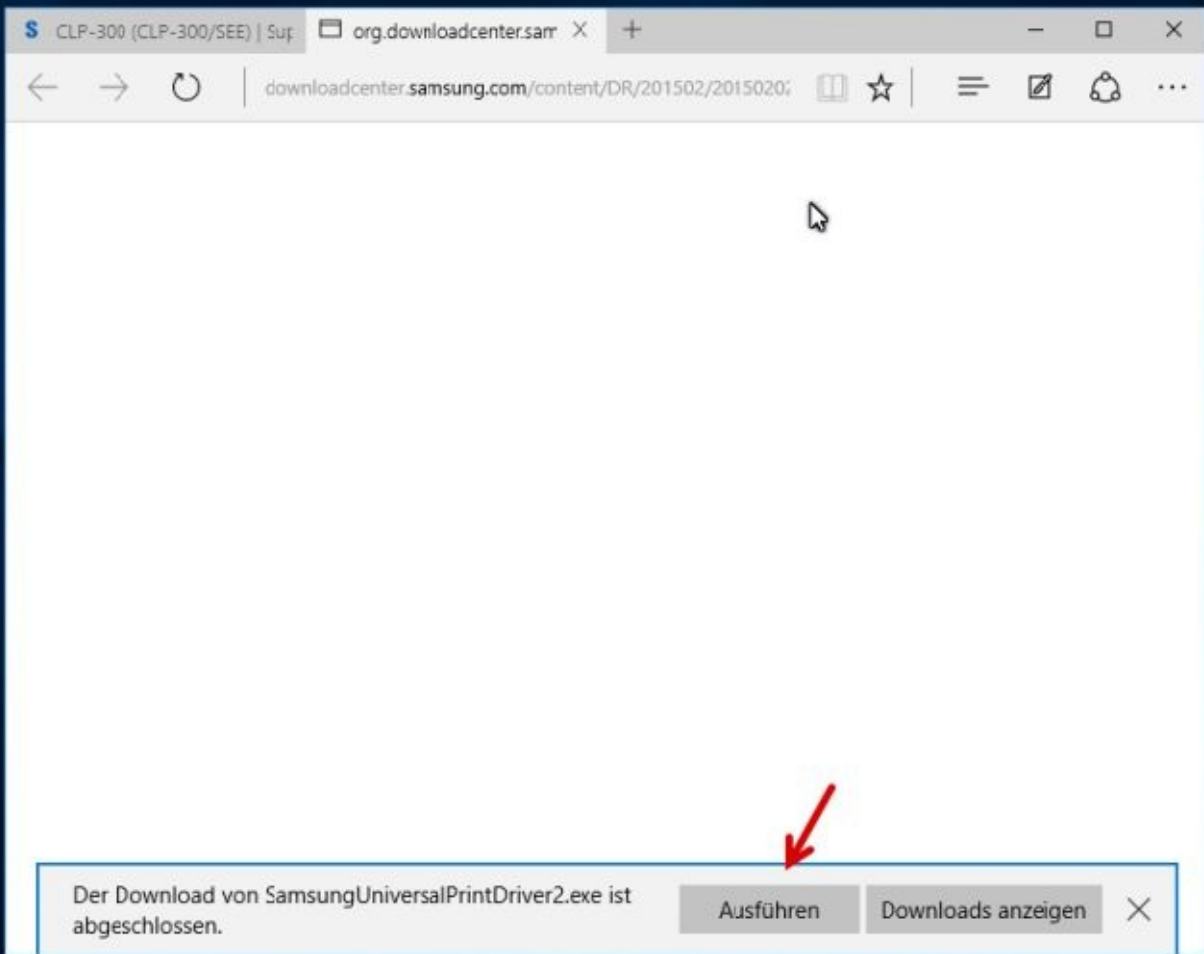 S CLP-300 (CLP-300/SEE) | Sup
org.downloadcenter.sam
downloadcenter.samsung.com/content/DR/201502/20150202
Der Download von SamsungUniversalPrintDriver2.exe ist
abgeschlossen.
Ausführen
Downloads anzeigen